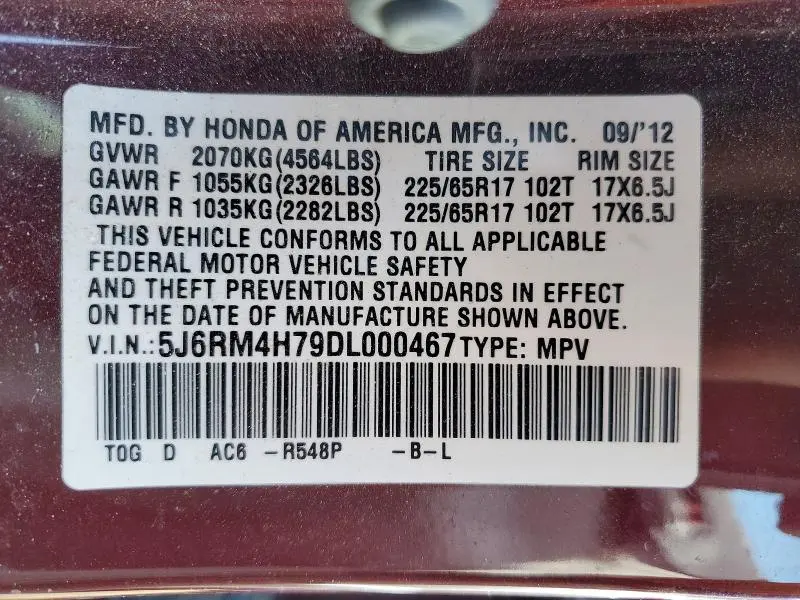 MFD. BY HONDA OF AMERICA MFG., INC. 09/'12
GVWR 2070KG(4564LBS) TIRE SIZE RIM SIZE
GAWR F 1055KG(2326LBS) 225/65R17 102T 17X6.5J
GAWR R 1035KG(2282LBS) 225/65R17 102T 17X6.5J
THIS VEHICLE CONFORMS TO ALL APPLICABLE
FEDERAL MOTOR VEHICLE SAFETY
AND THEFT PREVENTION STANDARDS IN EFFECT
ON THE DATE OF MANUFACTURE SHOWN ABOVE.
V.I.N.: 5J6RM4H79DL000467 TYPE: MPV
TOG D AC6 -R548P -B-L